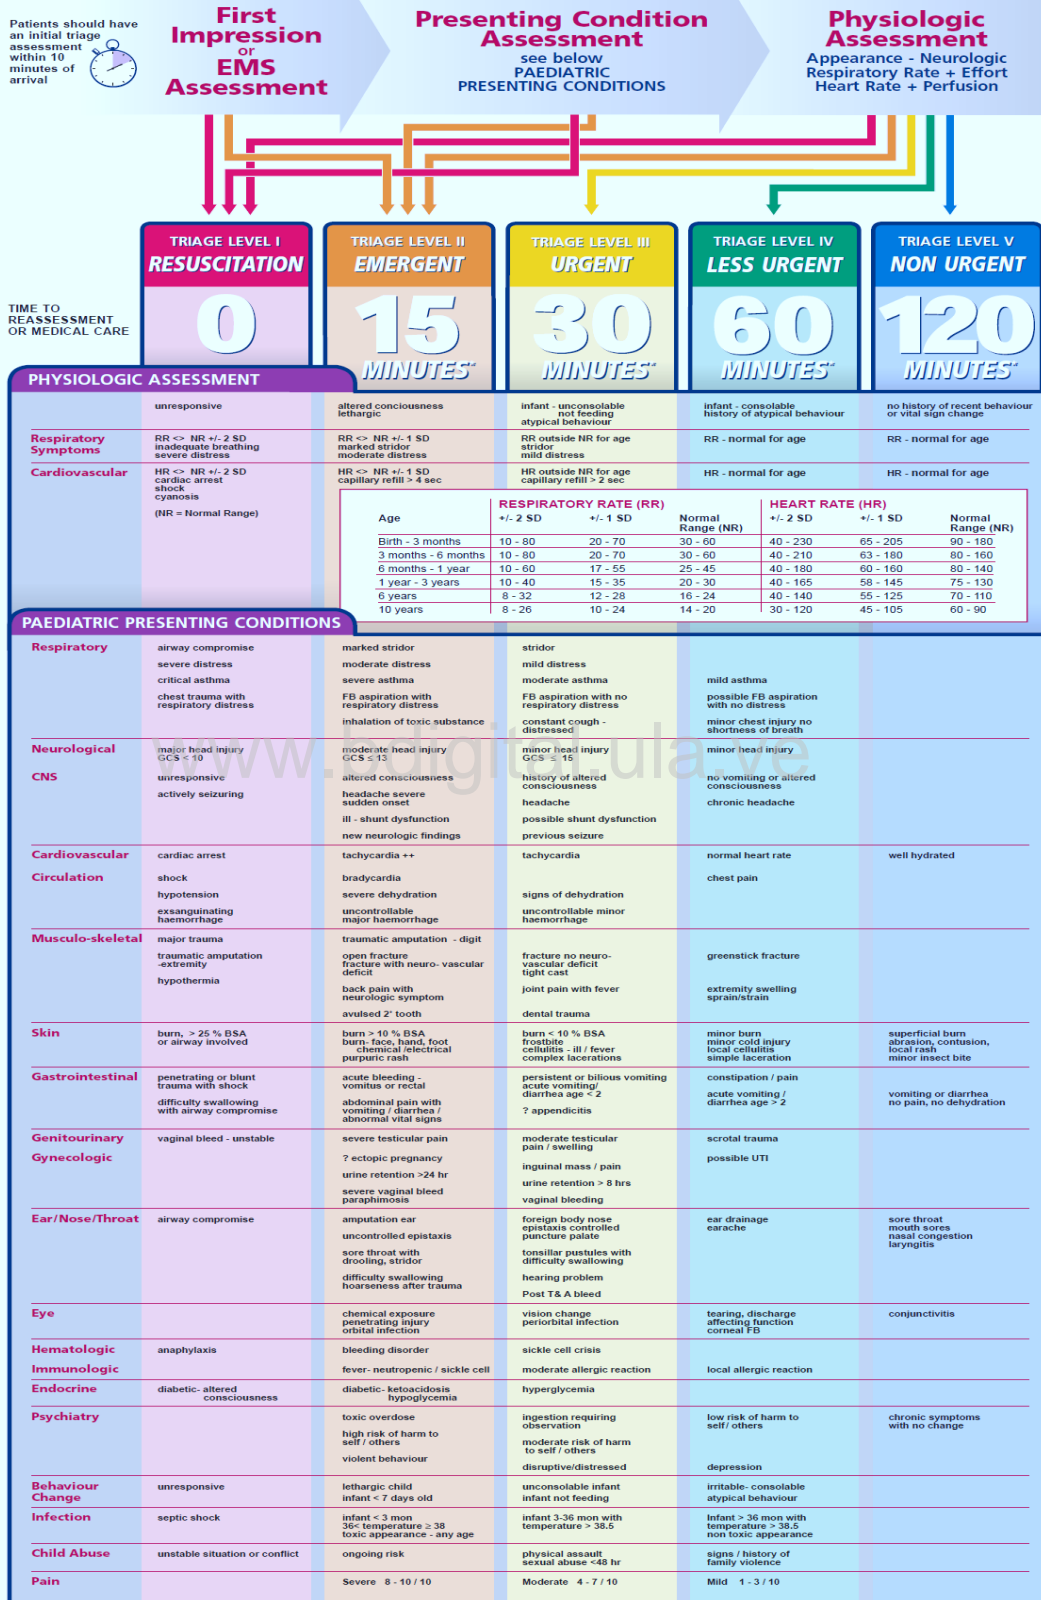 Patients should have
an initial triage
assessment
within 10
minutes of
arrival
First
Impression
or
EMS
Assessment
Presenting Condition
Assessment
see below
PAEDIATRIC
PRESENTING CONDITIONS
Physiologic
Assessment
Appearance - Neurologic
Respiratory Rate + Effort
Heart Rate + Perfusion
TRIAGE LEVEL I
RESUSCITATION
TRIAGE LEVEL II
EMERGENT
TRIAGE LEVEL III
URGENT
TRIAGE LEVEL IV
LESS URGENT
TRIAGE LEVEL V
NON URGENT
TIME TO
REASSESSMENT
OR MEDICAL CARE
0
15
MINUTES
30
MINUTES
60
MINUTES
120
MINUTES
PHYSIOLOGIC ASSESSMENT
unresponsive
altered conciousness
lethargic
infant - unconsolable
not feeding
atypical behaviour
infant - consolable
history of atypical behaviour
no history of recent behaviour
or vital sign change
Respiratory
Symptoms
RR <> NR +/- 2 SD
inadequate breathing
severe distress
RR <> NR +/- 1 SD
marked stridor
moderate distress
RR outside NR for age
stridor
mild distress
RR - normal for age
RR - normal for age
Cardiovascular
HR <> NR +/- 2 SD
cardiac arrest
shock
cyanosis
(NR = Normal Range)
HR <> NR +/- 1 SD
capillary refill > 4 sec
HR outside NR for age
capillary refill > 2 sec
HR - normal for age
HR - normal for age
RESPIRATORY RATE (RR) HEART RATE (HR)
Age +/- 2 SD +/- 1 SD Normal Range (NR) +/- 2 SD +/- 1 SD Normal Range (NR)
Birth - 3 months 10 - 80 20 - 70 30 - 60 40 - 230 65 - 205 90 - 180
3 months - 6 months 10 - 80 20 - 70 30 - 60 40 - 210 63 - 180 80 - 160
6 months - 1 year 10 - 60 17 - 55 25 - 45 40 - 180 60 - 160 80 - 140
1 year - 3 years 10 - 40 15 - 35 20 - 30 40 - 165 58 - 145 75 - 130
6 years 8 - 32 12 - 28 16 - 24 40 - 140 55 - 125 70 - 110
10 years 8 - 26 10 - 24 14 - 20 30 - 120 45 - 105 60 - 90
PAEDIATRIC PRESENTING CONDITIONS
Respiratory
airway compromise
severe distress
critical asthma
chest trauma with
respiratory distress
marked stridor
moderate distress
severe asthma
FB aspiration with
respiratory distress
inhalation of toxic substance
stridor
mild distress
moderate asthma
FB aspiration with no
respiratory distress
constant cough -
distressed
mild asthma
possible FB aspiration
with no distress
minor chest injury no
shortness of breath
www.bdigital.ula.ve
Neurological
CNS
major head injury
GCS < 10
unresponsive
actively seizuring
moderate head injury
GCS ≤ 13
altered consciousness
headache severe
sudden onset
ill - shunt dysfunction
new neurologic findings
minor head injury
GCS ≤ 15
history of altered
consciousness
headache
possible shunt dysfunction
previous seizure
minor head injury
no vomiting or altered
consciousness
chronic headache
Cardiovascular
Circulation
cardiac arrest
shock
hypotension
exsanguinating
haemorrhage
tachycardia ++
bradycardia
severe dehydration
uncontrollable
major haemorrhage
tachycardia
signs of dehydration
uncontrollable minor
haemorrhage
normal heart rate
chest pain
well hydrated
Musculo-skeletal
major trauma
traumatic amputation
-extremity
hypothermia
traumatic amputation - digit
open fracture
fracture with neuro- vascular
deficit
back pain with
neurologic symptom
avulsed 2° tooth
fracture no neuro-
vascular deficit
tight cast
joint pain with fever
dental trauma
greenstick fracture
extremity swelling
sprain/strain
Skin
burn, > 25 % BSA
or airway involved
burn > 10 % BSA
burn- face, hand, foot
chemical /electrical
purpuric rash
burn < 10 % BSA
frostbite
cellulitis - ill / fever
complex lacerations
minor burn
minor cold injury
local cellulitis
simple laceration
superficial burn
abrasion, contusion,
local rash
minor insect bite
Gastrointestinal
penetrating or blunt
trauma with shock
difficulty swallowing
with airway compromise
acute bleeding -
vomitus or rectal
abdominal pain with
vomiting / diarrhea /
abnormal vital signs
persistent or bilious vomiting
acute vomiting/
diarrhea age < 2
? appendicitis
constipation / pain
acute vomiting /
diarrhea age > 2
vomiting or diarrhea
no pain, no dehydration
Genitourinary
Gynecologic
vaginal bleed - unstable
severe testicular pain
? ectopic pregnancy
urine retention >24 hr
severe vaginal bleed
paraphimosis
moderate testicular
pain / swelling
inguinal mass / pain
urine retention > 8 hrs
vaginal bleeding
scrotal trauma
possible UTI
Ear/Nose/Throat
airway compromise
amputation ear
uncontrolled epistaxis
sore throat with
drooling, stridor
difficulty swallowing
hoarseness after trauma
foreign body nose
epistaxis controlled
puncture palate
tonsillar pustules with
difficulty swallowing
hearing problem
Post T& A bleed
ear drainage
earache
sore throat
mouth sores
nasal congestion
laryngitis
Eye
chemical exposure
penetrating injury
orbital infection
vision change
periorbital infection
tearing, discharge
affecting function
corneal FB
conjunctivitis
Hematologic
Immunologic
anaphylaxis
bleeding disorder
fever- neutropenic / sickle cell
sickle cell crisis
moderate allergic reaction
local allergic reaction
Endocrine
diabetic- altered
consciousness
diabetic- ketoacidosis
hypoglycemia
hyperglycemia
Psychiatry
toxic overdose
high risk of harm to
self / others
violent behaviour
ingestion requiring
observation
moderate risk of harm
to self / others
disruptive/distressed
low risk of harm to
self/ others
depression
chronic symptoms
with no change
Behaviour
Change
unresponsive
lethargic child
infant < 7 days old
unconsolable infant
infant not feeding
irritable- consolable
atypical behaviour
Infection
septic shock
infant < 3 mon
36< temperature ≥ 38
toxic appearance - any age
infant 3-36 mon with
temperature > 38.5
Infant > 36 mon with
temperature > 38.5
non toxic appearance
Child Abuse
unstable situation or conflict
ongoing risk
physical assault
sexual abuse <48 hr
signs / history of
family violence
Pain
Severe 8 - 10 / 10
Moderate 4 - 7 / 10
Mild 1 - 3 / 10